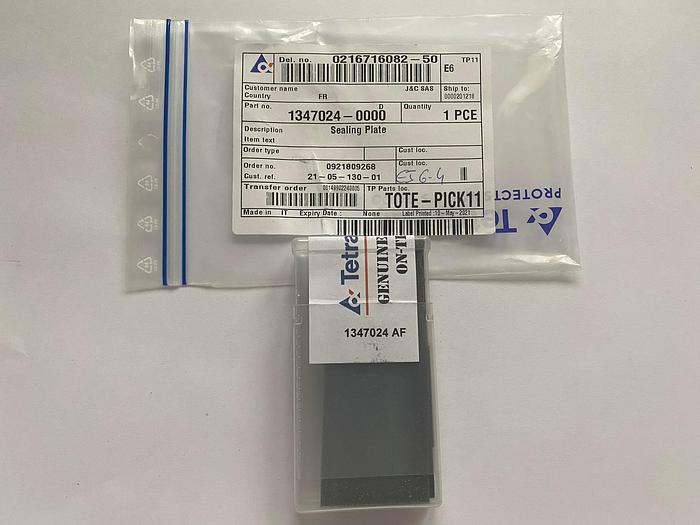 Del. no. 0216716082-50 TP11
E6
Customer name J&C SAS Ship to:
Country FR 0000201218
Part no. D Quantity
1347024-0000 1 PCE
Description Sealing Plate
Item text
Order type Cust loc.
Order no. 0921809268 Cust loc.
Cust. ref. 21-05-130-01
Transfer order TP Parts loc.
TOTE-PICK11
Made in IT Expiry Date : None Label Printed :10-May-2021
PROTECTS
Tetra
GENUINE
ON-TI
1347024 AF